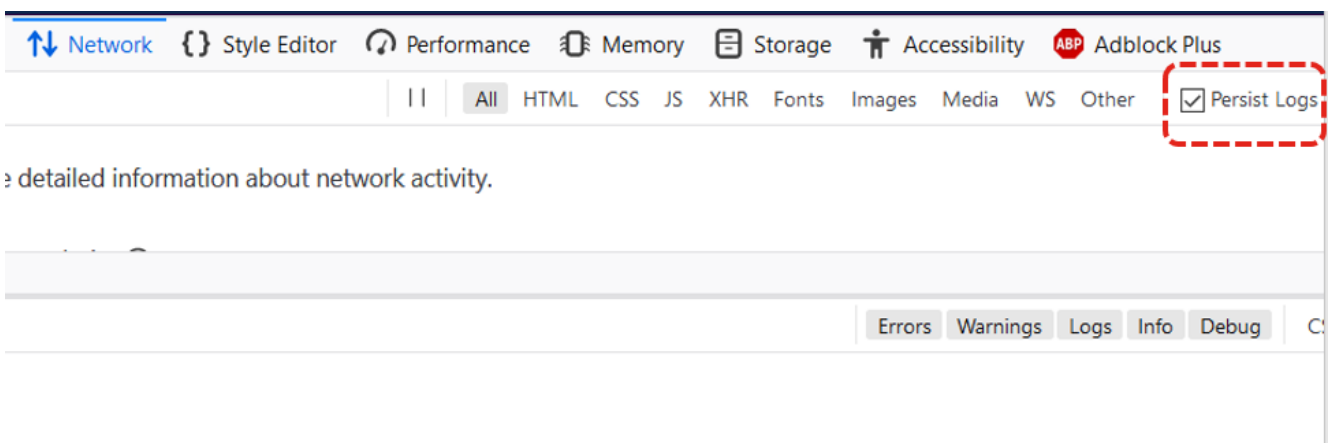 Network {} Style Editor Performance Memory Storage Accessibility ABP Adblock Plus
All HTML CSS JS XHR Fonts Images Media WS Other Persist Logs
detailed information about network activity.
Errors Warnings Logs Info Debug